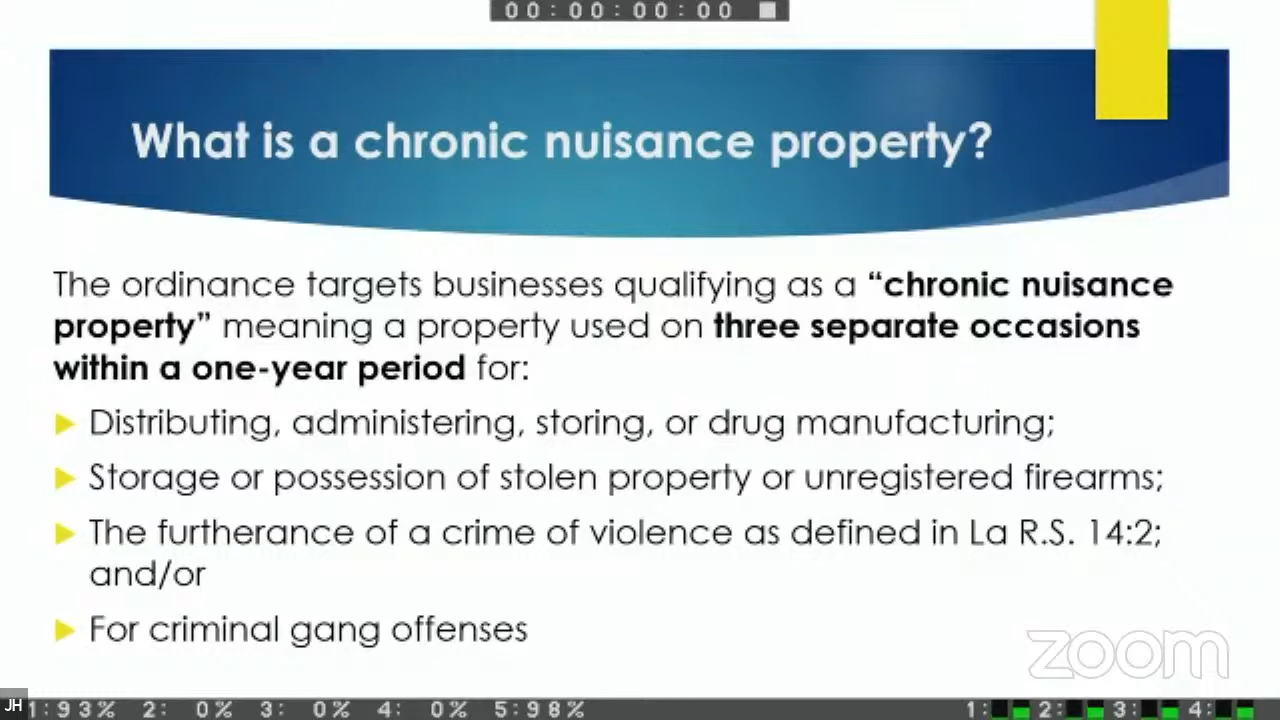 00:00:00:00:00
What is a chronic nuisance property?
The ordinance targets businesses qualifying as a “chronic nuisance
property” meaning a property used on three separate occasions
within a one-year period for:
Distributing, administering, storing, or drug manufacturing;
Storage or possession of stolen property or unregistered firearms;
The furtherance of a crime of violence as defined in La R.S. 14:2;
and/or
For criminal gang offenses
zoom
JH 1:93% 2: 0% 3: 0% 4: 0% 5:98% 1: 2: 3: 4: